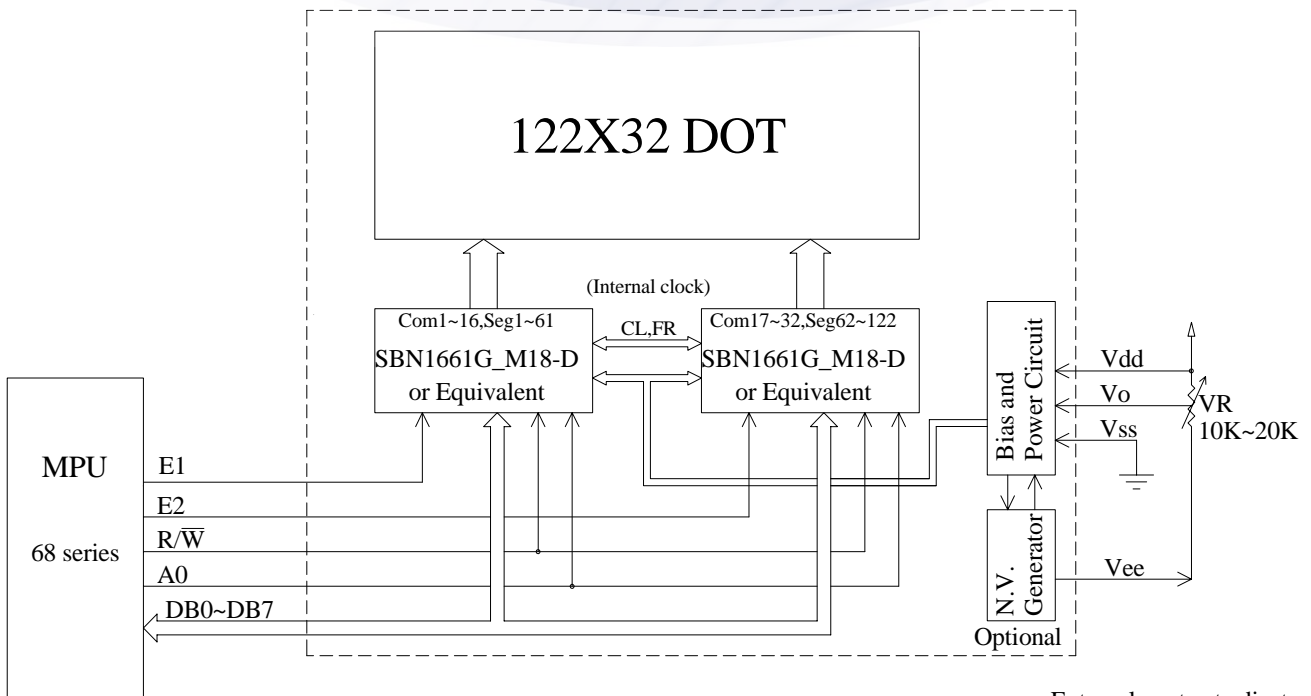 122X32 DOT
(Internal clock)
Com1~16,Seg1~61
SBN1661G_M18-D
or Equivalent
CL,FR
Com17~32,Seg62~122
SBN1661G_M18-D
or Equivalent
Bias and
Power Circuit
Vdd
Vo
Vss
VR
10K~20K
MPU
68 series
E1
E2
R/W̅
A0
DB0~DB7
N.V.
Generator
Optional
Vee